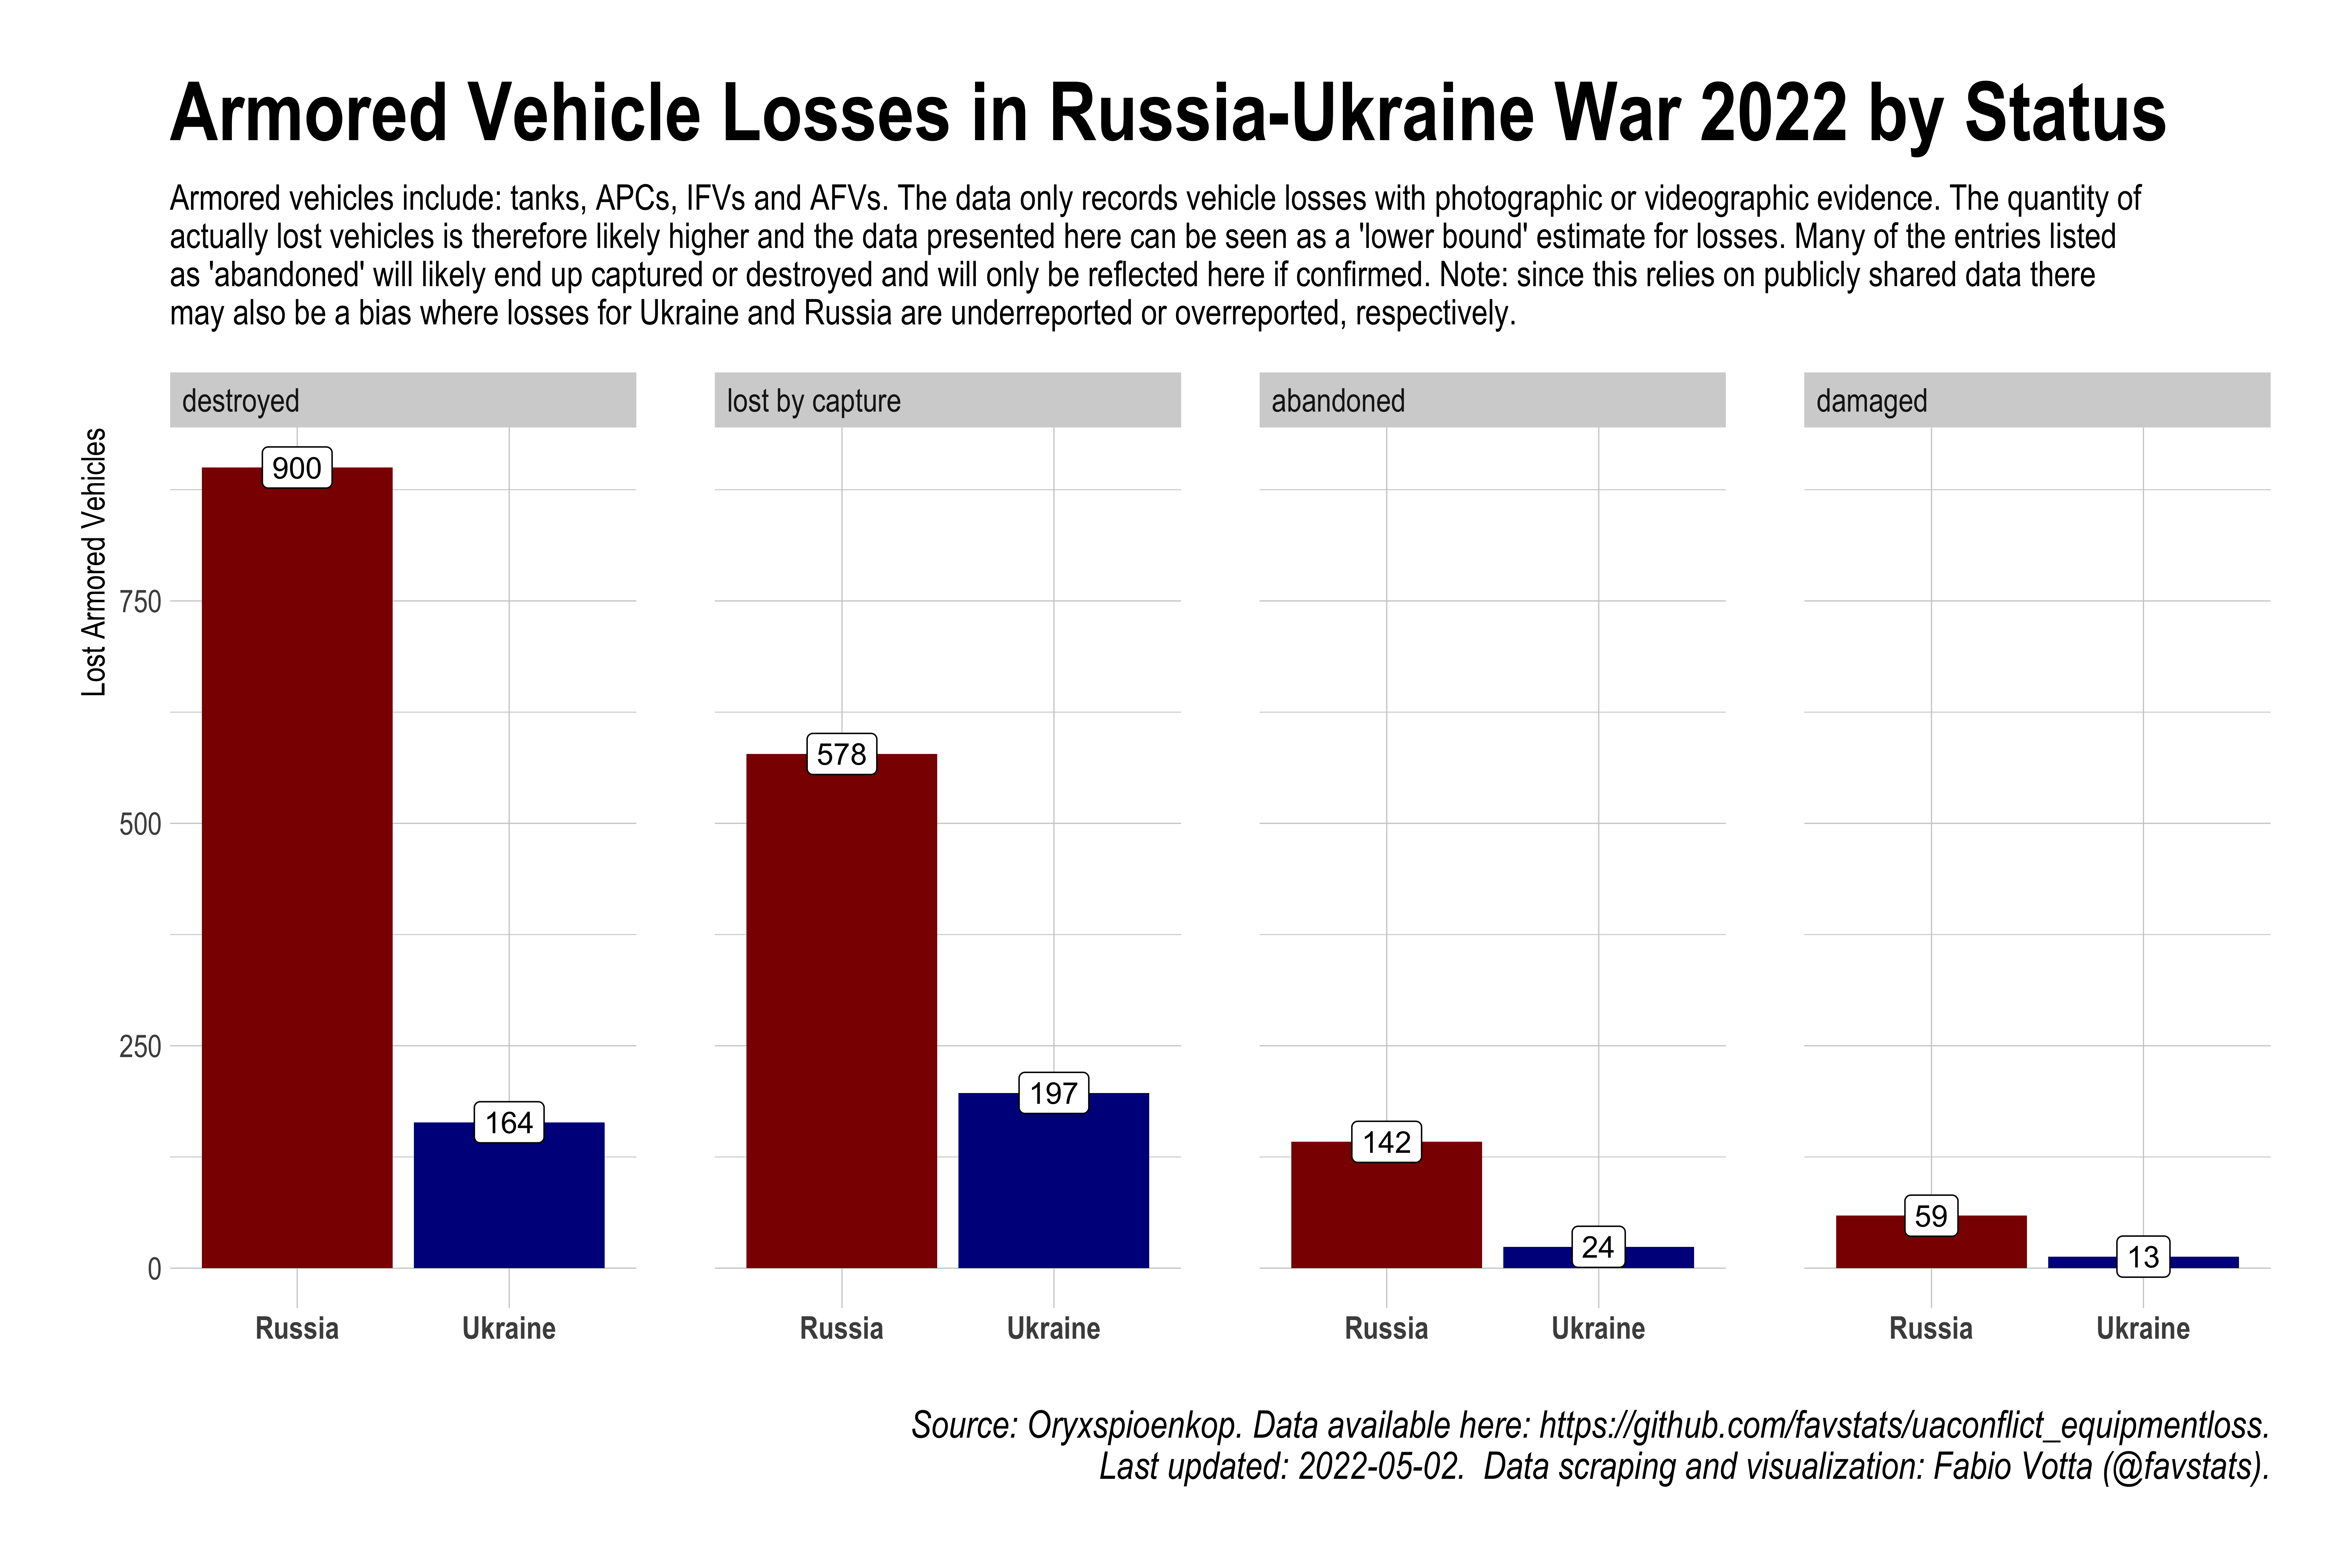 Armored Vehicle Losses in Russia-Ukraine War 2022 by Status
Armored vehicles include: tanks, APCs, IFVs and AFVs. The data only records vehicle losses with photographic or videographic evidence. The quantity of
actually lost vehicles is therefore likely higher and the data presented here can be seen as a 'lower bound' estimate for losses. Many of the entries listed
as 'abandoned' will likely end up captured or destroyed and will only be reflected here if confirmed. Note: since this relies on publicly shared data there
may also be a bias where losses for Ukraine and Russia are underreported or overreported, respectively.
Lost Armored Vehicles
750
500
250
0
destroyed
900
164
Russia
Ukraine
lost by capture
578
197
Russia
Ukraine
abandoned
142
24
Russia
Ukraine
damaged
59
13
Russia
Ukraine
Source: Oryxspioenkop. Data available here: https://github.com/favstats/uaconflict_equipmentloss.
Last updated: 2022-05-02.  Data scraping and visualization: Fabio Votta (@favstats).